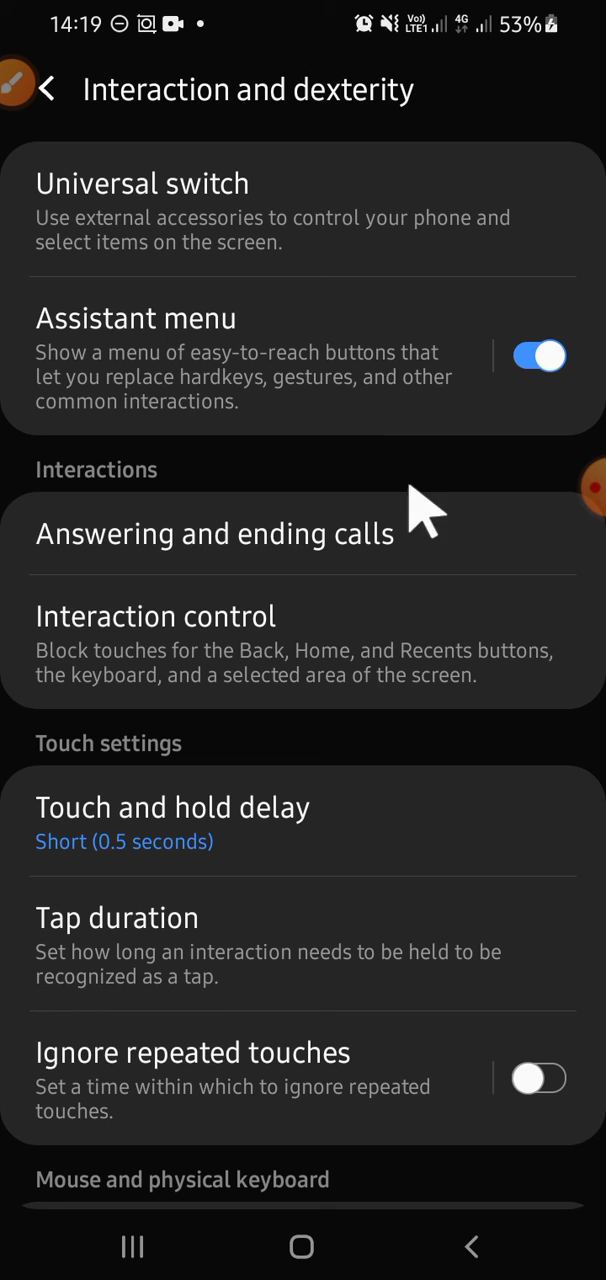 14:19
Vo)) 4G 53%
LTE1
Interaction and dexterity
Universal switch
Use external accessories to control your phone and
select items on the screen.
Assistant menu
Show a menu of easy-to-reach buttons that
let you replace hardkeys, gestures, and other
common interactions.
Interactions
Answering and ending calls
Interaction control
Block touches for the Back, Home, and Recents buttons,
the keyboard, and a selected area of the screen.
Touch settings
Touch and hold delay
Short (0.5 seconds)
Tap duration
Set how long an interaction needs to be held to be
recognized as a tap.
Ignore repeated touches
Set a time within which to ignore repeated
touches.
Mouse and physical keyboard